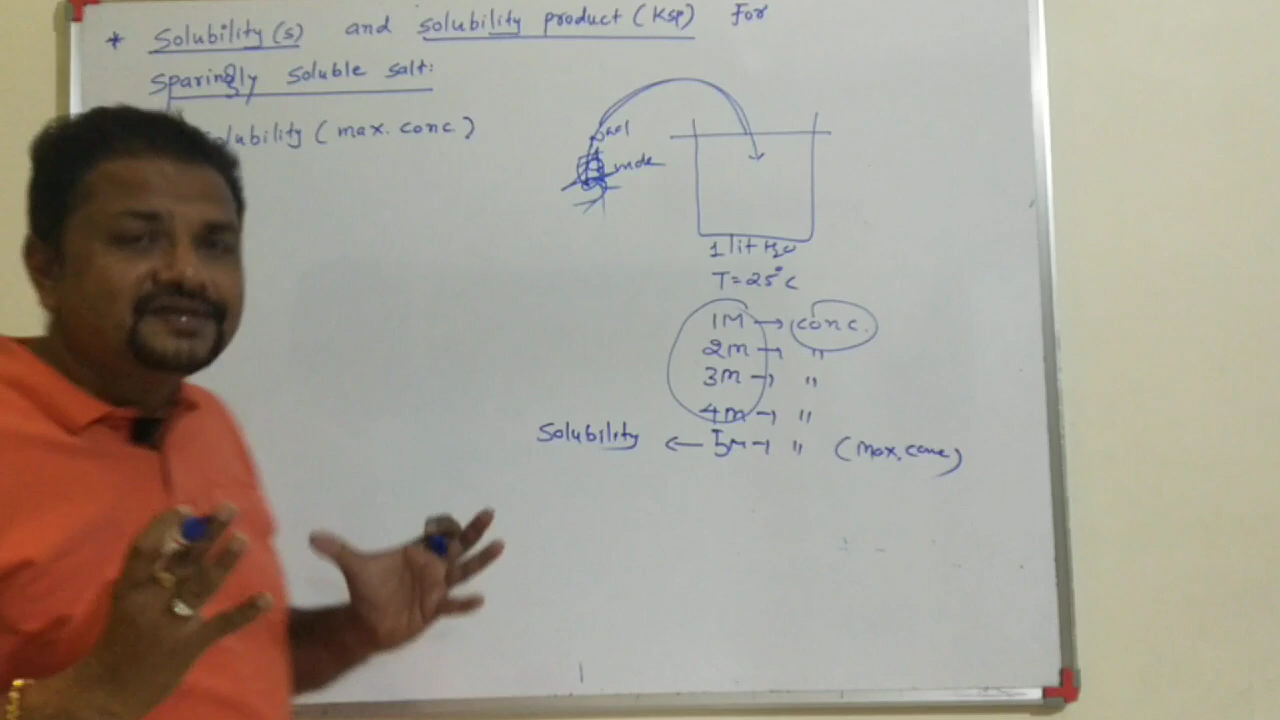 * Solubility (s) and solubility product (Ksp) For
Sparingly soluble salt:
olubility (max. conc.)
1 lit H2O
T = 25°C
1M → conc.
2M → "
3M → "
4M → "
Solubility ← 5M → " (Max. conc)